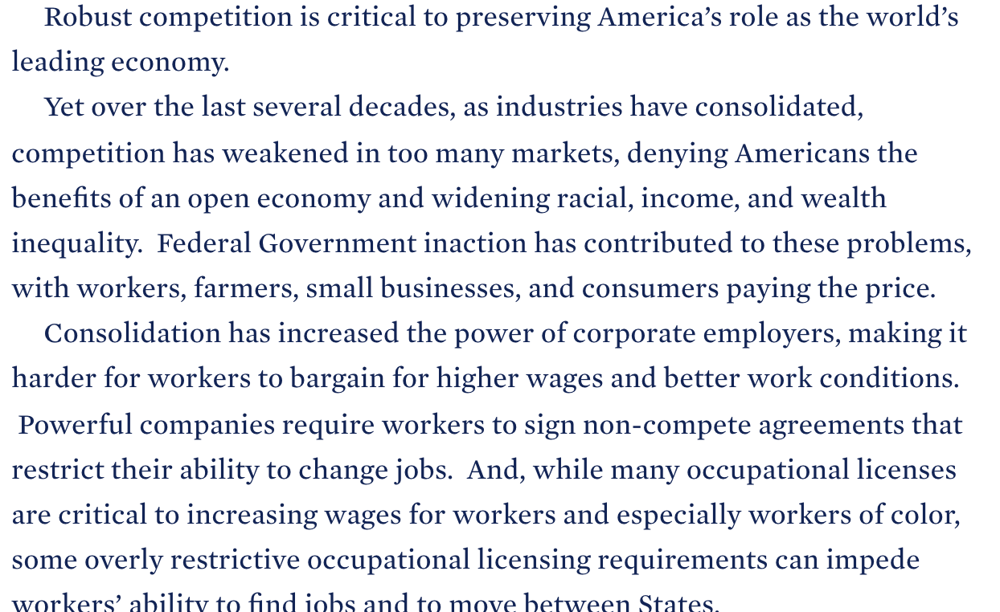 Robust competition is critical to preserving America’s role as the world’s
leading economy.
Yet over the last several decades, as industries have consolidated,
competition has weakened in too many markets, denying Americans the
benefits of an open economy and widening racial, income, and wealth
inequality.  Federal Government inaction has contributed to these problems,
with workers, farmers, small businesses, and consumers paying the price.
Consolidation has increased the power of corporate employers, making it
harder for workers to bargain for higher wages and better work conditions.
Powerful companies require workers to sign non-compete agreements that
restrict their ability to change jobs.  And, while many occupational licenses
are critical to increasing wages for workers and especially workers of color,
some overly restrictive occupational licensing requirements can impede
workers’ ability to find jobs and to move between States.